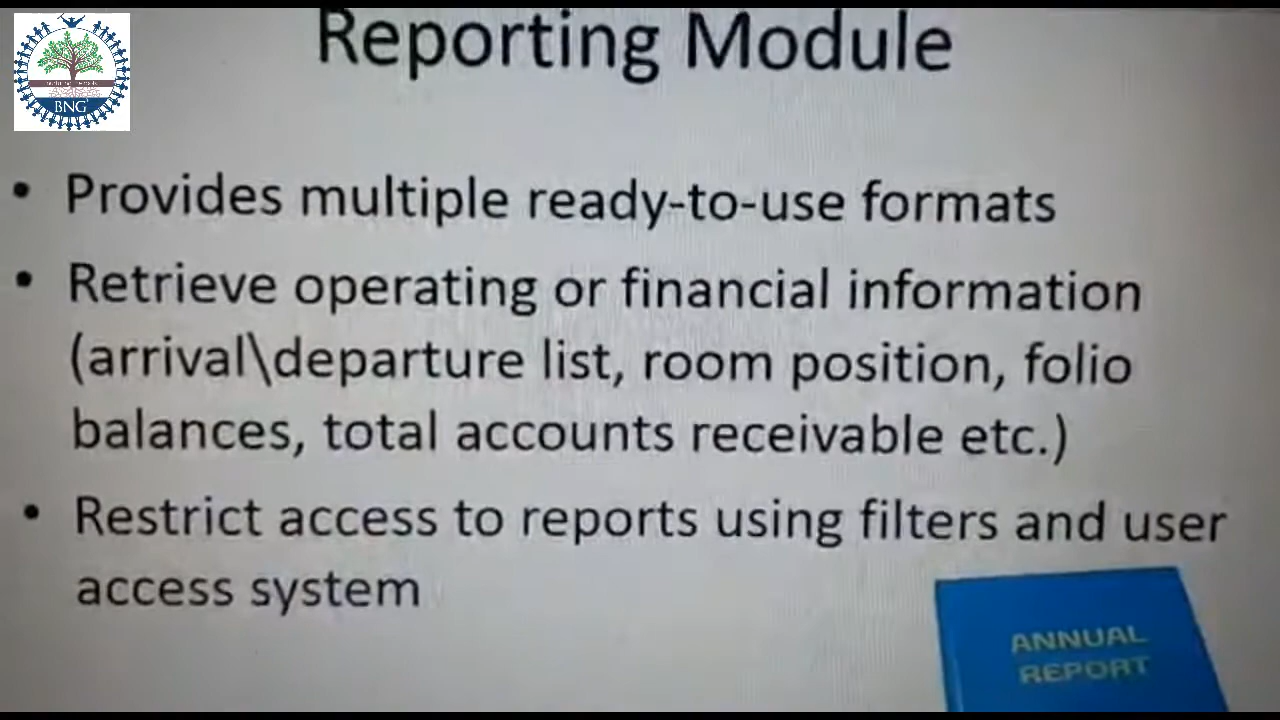 Reporting Module
BNG
• Provides multiple ready-to-use formats
• Retrieve operating or financial information
(arrival\departure list, room position, folio
balances, total accounts receivable etc.)
• Restrict access to reports using filters and user
access system
ANNUAL
REPORT